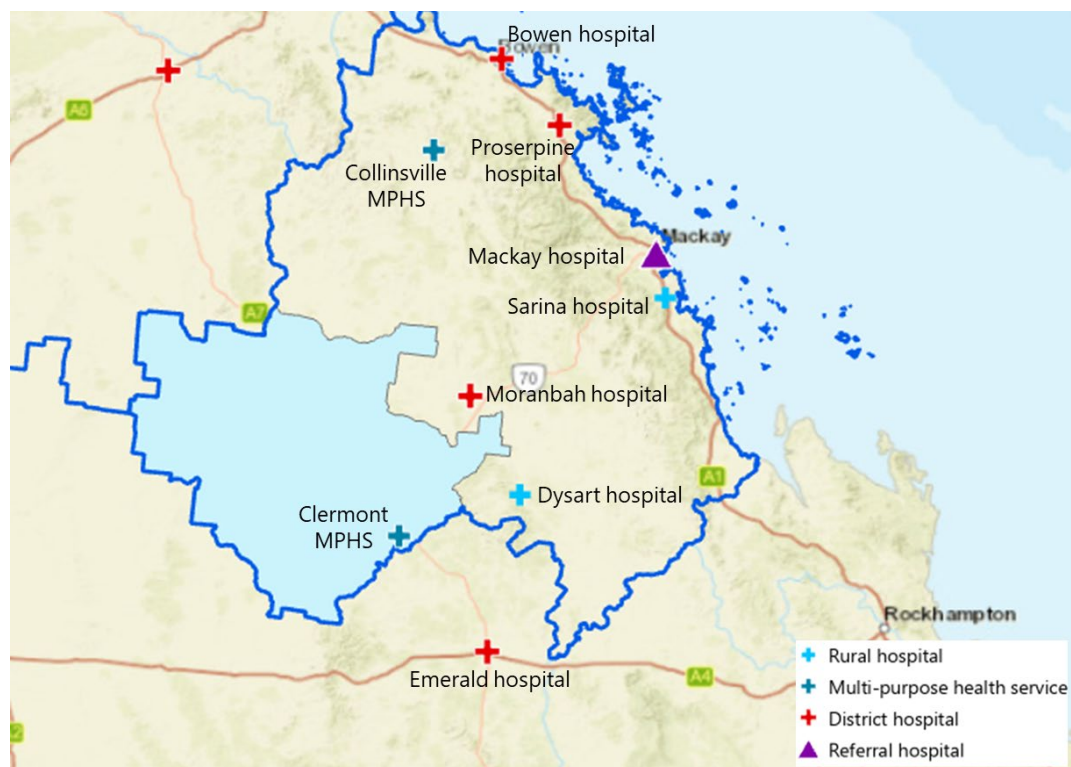 Bowen hospital
Bowen
A6
Proserpine
hospital
Collinsville
MPHS
Mackay
Mackay hospital
Sarina hospital
A7
70
Moranbah hospital
A1
Dysart hospital
Clermont
MPHS
Rockhampton
Emerald hospital
A4
Rural hospital
Multi-purpose health service
District hospital
Referral hospital